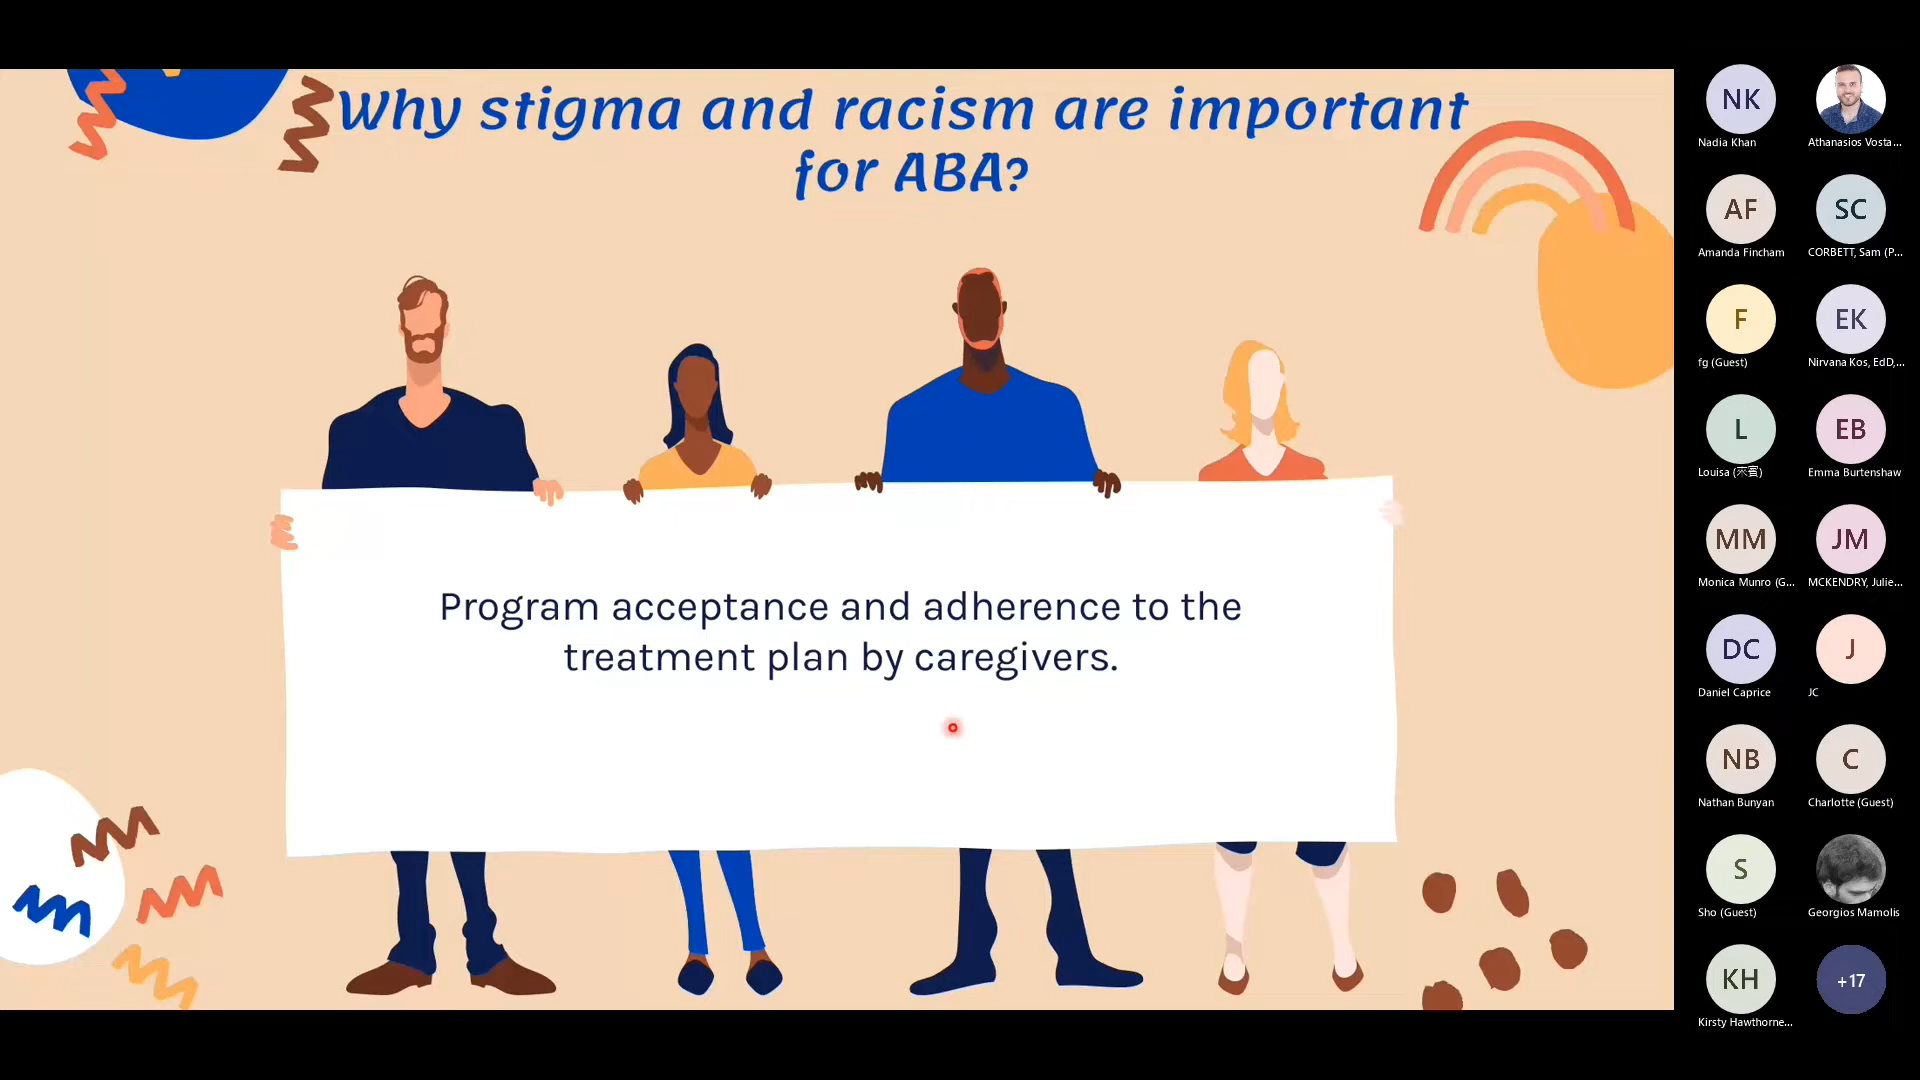 Why stigma and racism are important
for ABA?
Program acceptance and adherence to the
treatment plan by caregivers.
NK
Nadia Khan
Athanasios Vosta...
AF
Amanda Fincham
SC
CORBETT, Sam (P...
F
fg (Guest)
EK
Nirvana Kos, EdD,...
L
Louisa (來賓)
EB
Emma Burtenshaw
MM
Monica Munro (G...
JM
MCKENDRY, Julie...
DC
Daniel Caprice
J
JC
NB
Nathan Bunyan
C
Charlotte (Guest)
S
Sho (Guest)
Georgios Mamolis
KH
Kirsty Hawthorne...
+17